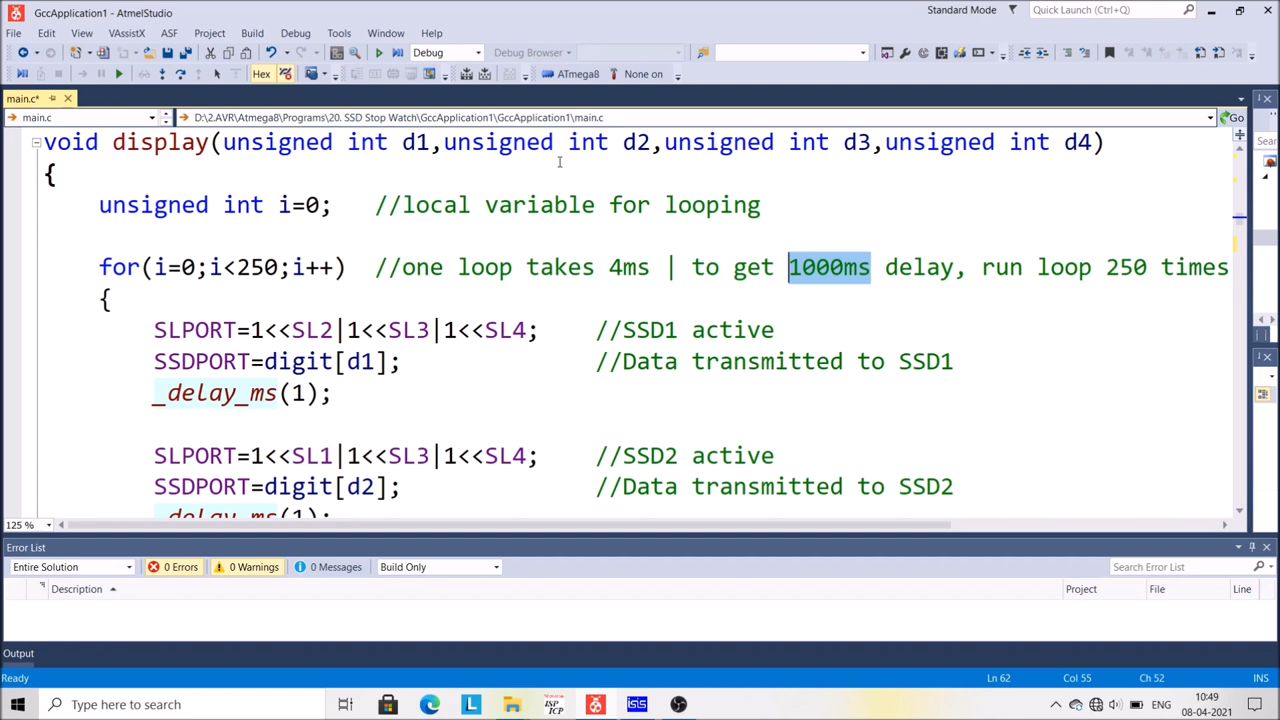 GccApplication1 - AtmelStudio
Standard Mode
Quick Launch (Ctrl+Q)
File Edit View VAssistX ASF Project Build Debug Tools Window Help
Debug
Debug Browser
Hex
ATmega8
None on
main.c*
main.c
D:\2.AVR\Atmega8\Programs\20. SSD Stop Watch\GccApplication1\GccApplication1\main.c
Go
void display(unsigned int d1,unsigned int d2,unsigned int d3,unsigned int d4)
{
unsigned int i=0; //local variable for looping
for(i=0;i<250;i++) //one loop takes 4ms | to get 1000ms delay, run loop 250 times
{
SLPORT=1<<SL2|1<<SL3|1<<SL4; //SSD1 active
SSDPORT=digit[d1]; //Data transmitted to SSD1
_delay_ms(1);
SLPORT=1<<SL1|1<<SL3|1<<SL4; //SSD2 active
SSDPORT=digit[d2]; //Data transmitted to SSD2
_delay_ms(1);
Sear
125 %
Error List
Entire Solution
0 Errors
0 Warnings
0 Messages
Build Only
Search Error List
Description
Project
File
Line
Output
Ready
Ln 62
Col 55
Ch 52
INS
Type here to search
L
ISP
TCP
isis
ENG
10:49
08-04-2021